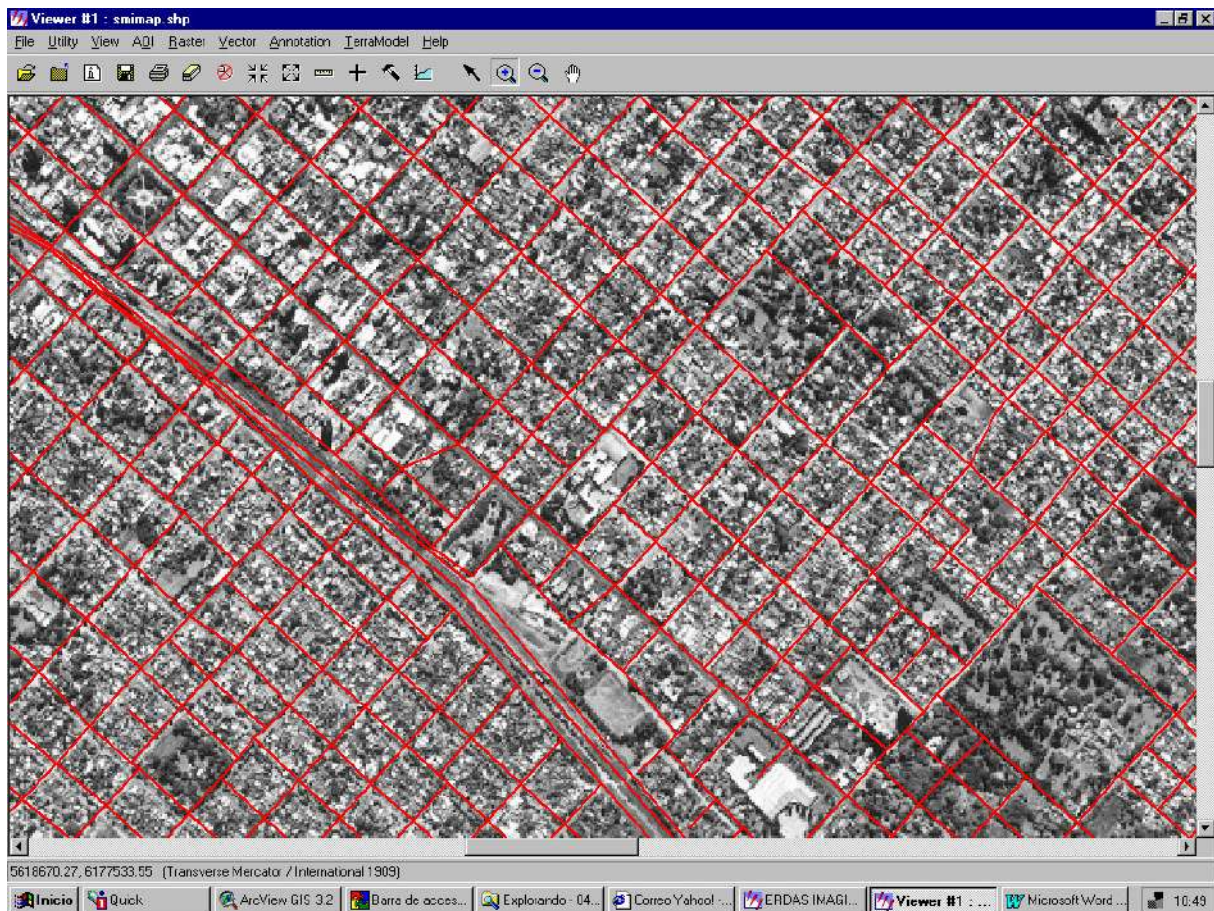 Viewer #1 : smimap.shp
File Utility View AOI Raster Vector Annotation TerraModel Help
5618670.27, 6177533.55 (Transverse Mercator / International 1909)
Inicio Quick ArcView GIS 3.2 Barra de acces... Explorando - 04... Correo Yahoo! -... ERDAS IMAGI... Viewer #1 : ... Microsoft Word ... 10:49